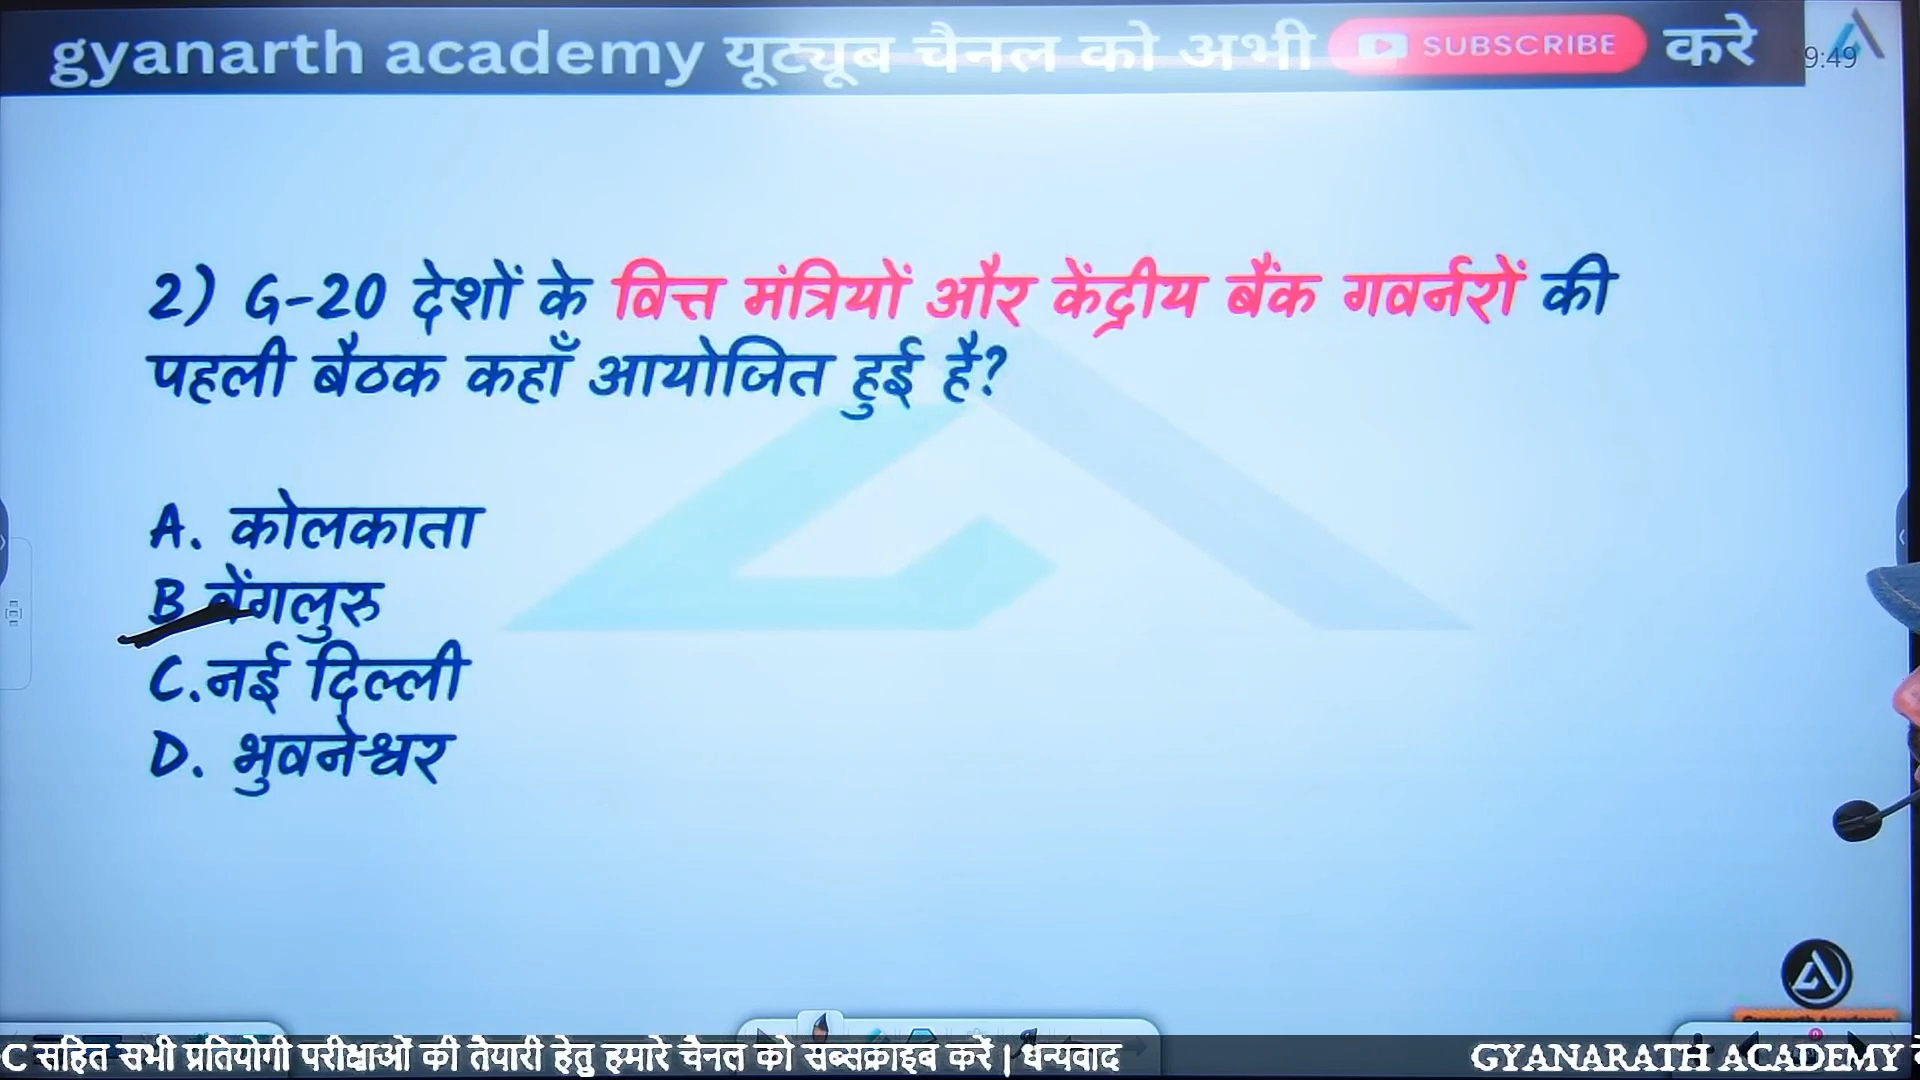 gyanarth academy यूट्यूब चैनल को अभी SUBSCRIBE करे
9:49
2) G-20 देशों के वित्त मंत्रियों और केंद्रीय बैंक गवर्नरों की
पहली बैठक कहाँ आयोजित हुई है?
A. कोलकाता
B बेंगलुरु
C.नई दिल्ली
D. भुवनेश्वर
C सहित सभी प्रतियोगी परीक्षाओं की तैयारी हेतु हमारे चैनल को सब्सक्राइब करें | धन्यवाद
GYANARATH ACADEMY